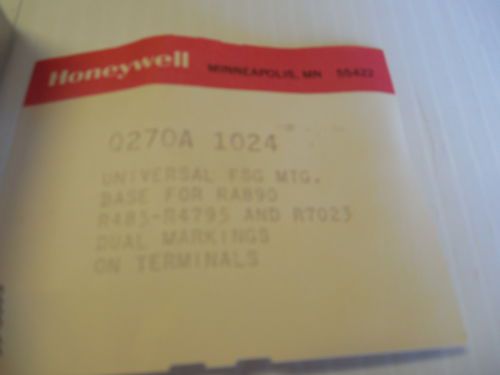 Honeywell MINNEAPOLIS, MN 55422
Q270A 1024
UNIVERSAL FSG MTG.
BASE FOR RA890
R485-R4795 AND R7023
DUAL MARKINGS
ON TERMINALS